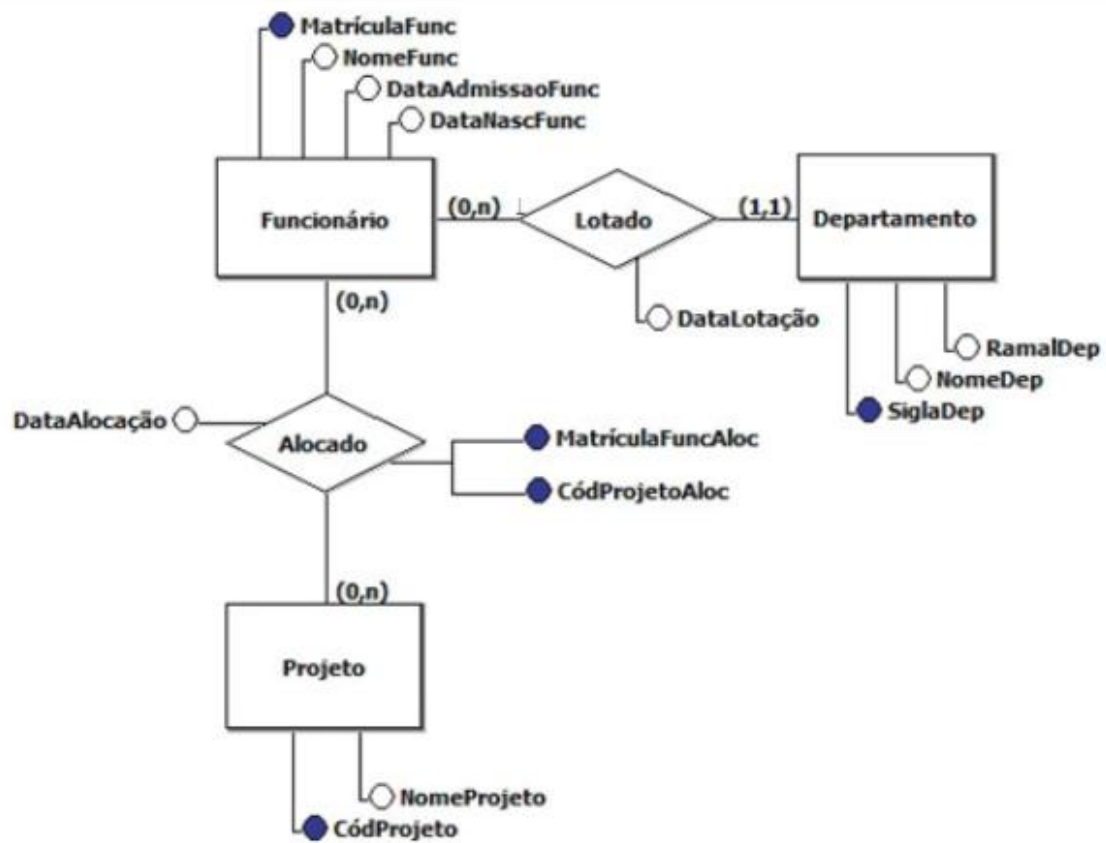 MatrículaFunc
NomeFunc
DataAdmissaoFunc
DataNascFunc
Funcionário
(0,n)
Lotado
(1,1)
Departamento
(0,n)
DataLotação
RamalDep
NomeDep
SiglaDep
DataAlocação
Alocado
MatrículaFuncAloc
CódProjetoAloc
(0,n)
Projeto
NomeProjeto
CódProjeto